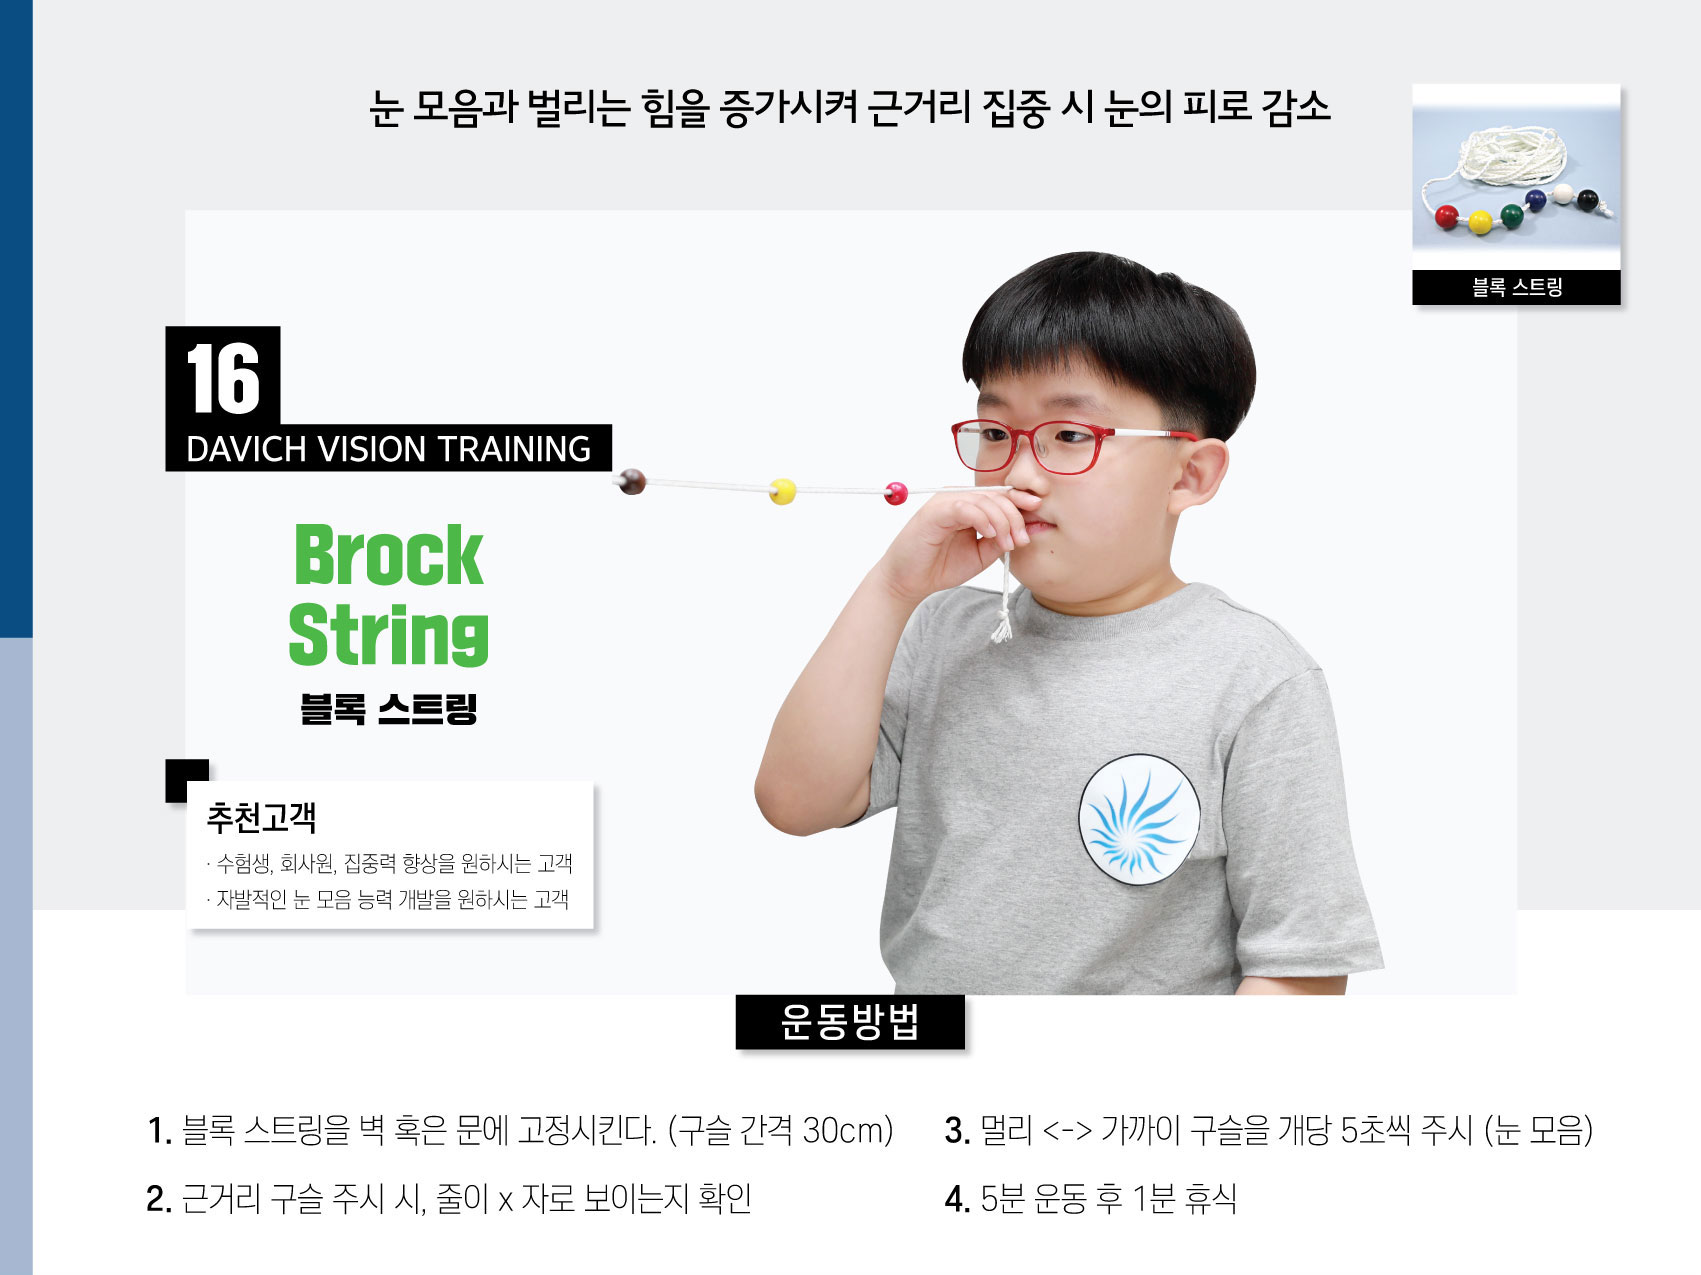 눈 모음과 벌리는 힘을 증가시켜 근거리 집중 시 눈의 피로 감소
블록 스트링
16
DAVICH VISION TRAINING
Brock
String
블록 스트링
추천고객
· 수험생, 회사원, 집중력 향상을 원하시는 고객
· 자발적인 눈 모음 능력 개발을 원하시는 고객
운동방법
1. 블록 스트링을 벽 혹은 문에 고정시킨다. (구슬 간격 30cm)
2. 근거리 구슬 주시 시, 줄이 x 자로 보이는지 확인
3. 멀리 <-> 가까이 구슬을 개당 5초씩 주시 (눈 모음)
4. 5분 운동 후 1분 휴식